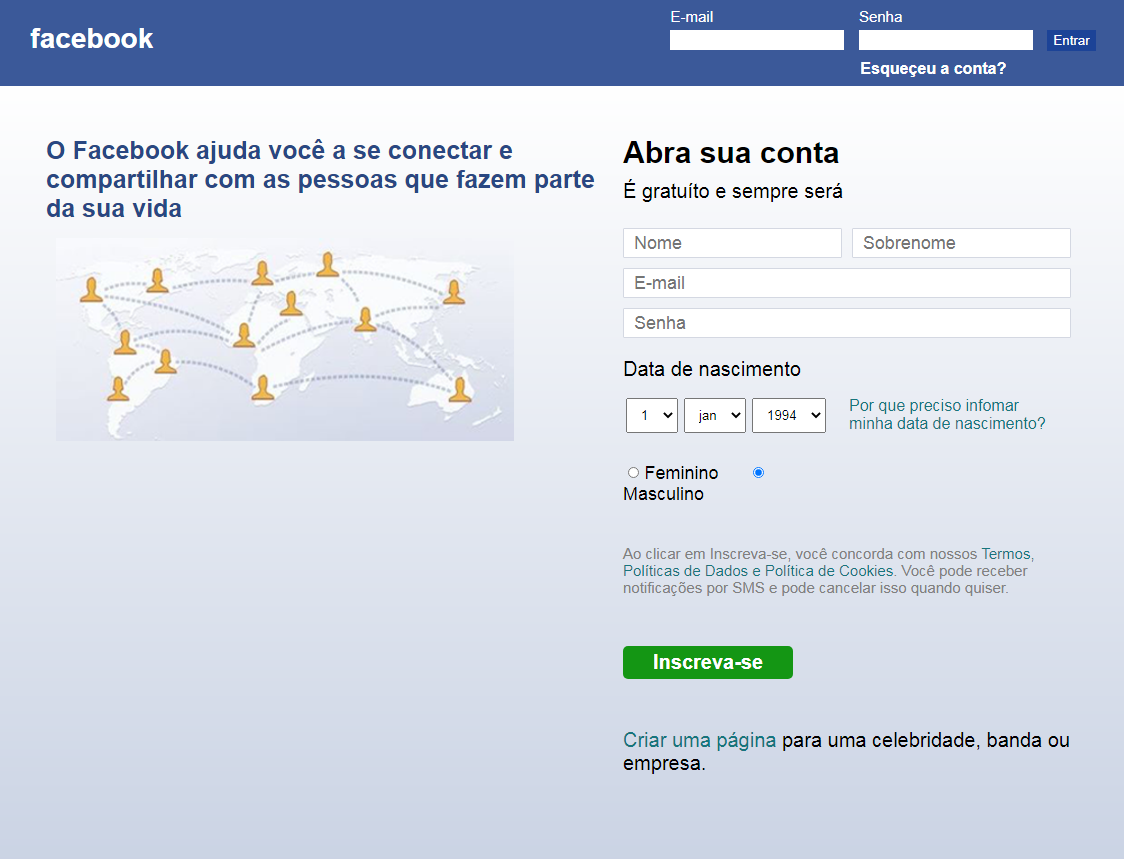 facebook
E-mail
Senha
Entrar
Esqueçeu a conta?
O Facebook ajuda você a se conectar e
compartilhar com as pessoas que fazem parte
da sua vida
Abra sua conta
É gratuíto e sempre será
Nome
Sobrenome
E-mail
Senha
Data de nascimento
1
jan
1994
Por que preciso infomar
minha data de nascimento?
Feminino
Masculino
Ao clicar em Inscreva-se, você concorda com nossos Termos,
Políticas de Dados e Política de Cookies. Você pode receber
notificações por SMS e pode cancelar isso quando quiser.
Inscreva-se
Criar uma página para uma celebridade, banda ou
empresa.